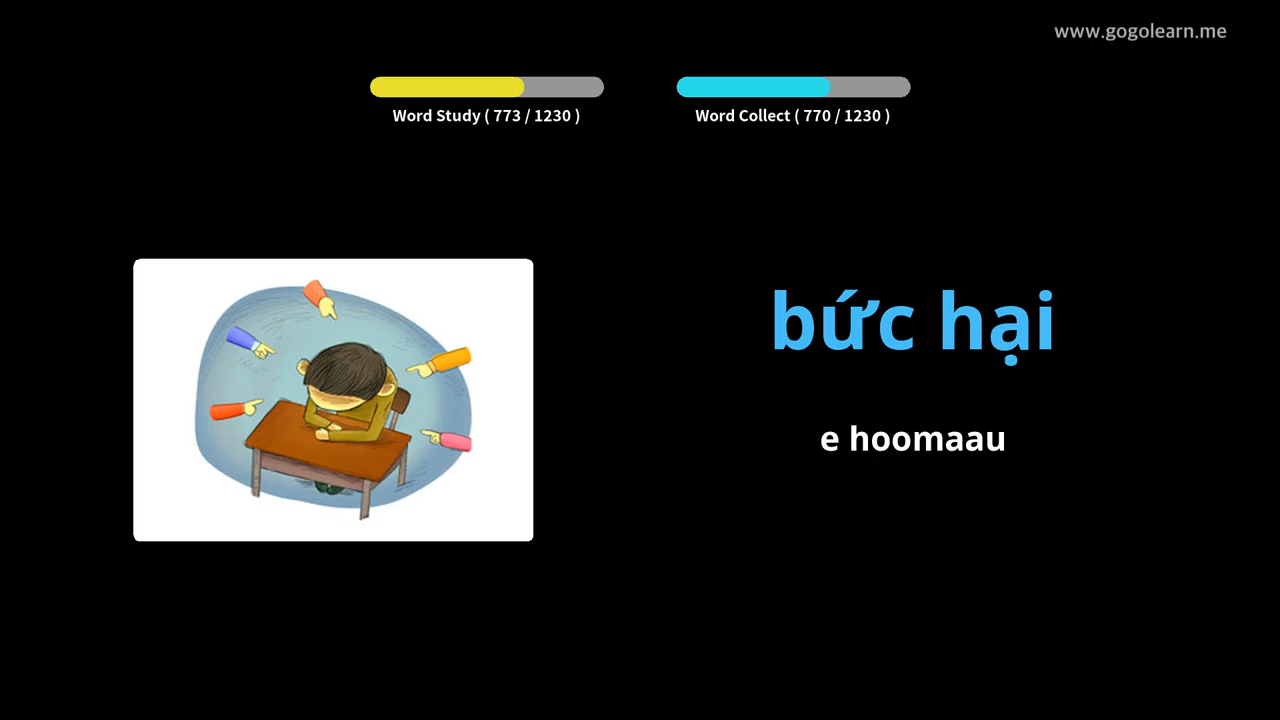 www.gogolearn.me
Word Study ( 773 / 1230 )
Word Collect ( 770 / 1230 )
bức hại
e hoomaau